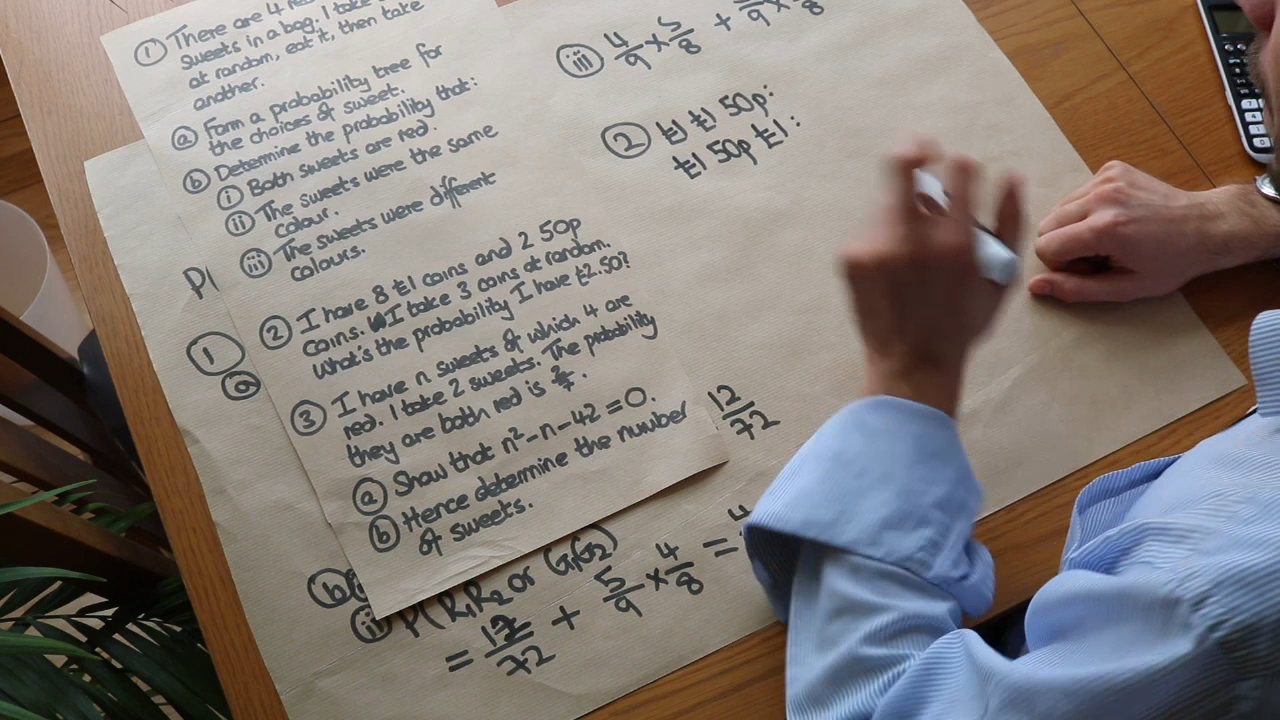 ① There are 4 re
sweets in a bag. I take
at random, eat it, then take
another.
ⓐ Form a probability tree for
the choices of sweet.
ⓑ Determine the probability that:
ⓘ Both sweets are red.
ⓘⓘ The sweets were the same
colour.
ⓘⓘⓘ The sweets were different
colours.
② I have 8 £1 coins and 2 50p
coins. I take 3 coins at random.
What's the probability I have £2.50?
③ I have n sweets of which 4 are
red. I take 2 sweets. The probability
they are both red is 2/7.
ⓐ Show that n²-n-42=0.
ⓑ Hence determine the number
of sweets.
iii 4/9 × 5/8 + 5/9 ×
② £1 £1 50p:
£1 50p £1:
P(
①
ⓐ
12/72
ⓑ
ii P(R₁R₂ or G₁G₂)
= 12/72 + 5/9 × 4/8 =